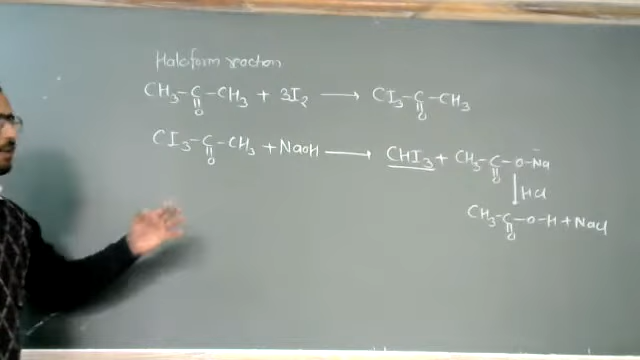 Haloform reaction
CH3-C-CH3 + 3I2 → CI3-C-CH3
O O
CI3-C-CH3 + NaOH → CHI3 + CH3-C-O-Na
O O
HCl
CH3-C-O-H + NaCl
O